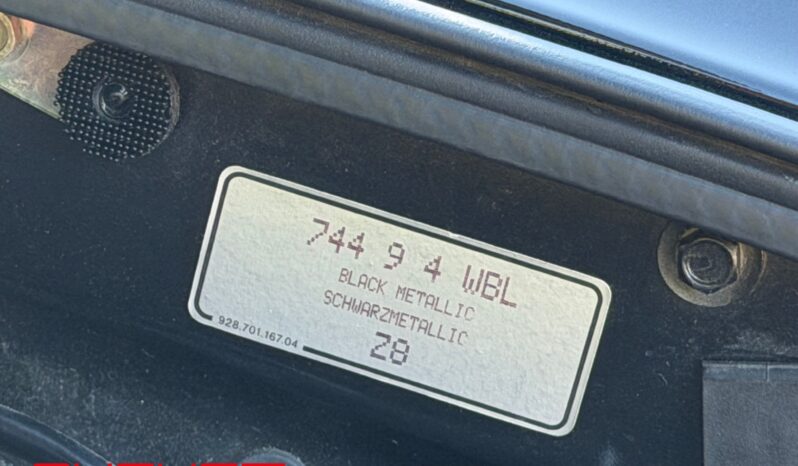 744 9 4 WBL
BLACK METALLIC
SCHWARZMETALLIC
Z8
928.701.167.04